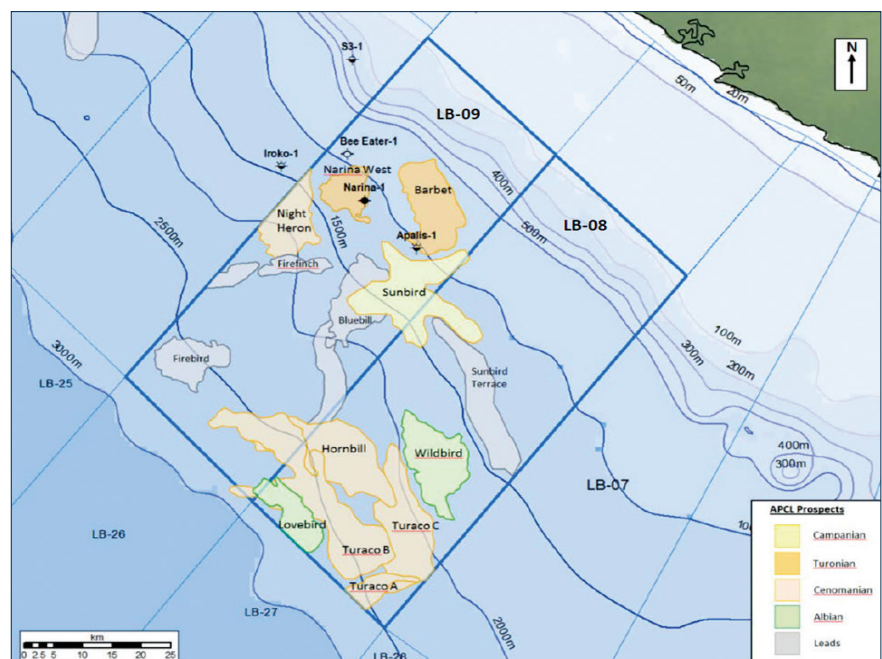 S3-1
N
50m
20m
LB-09
Bee Eater-1
Iroko-1
Narina West
Narina-1
Barbet
400m
Night
Heron
1500m
LB-08
2500m
500m
Apalis-1
Firefinch
Sunbird
Bluebill
100m
3000m
Firebird
300m
200m
Sunbird
Terrace
LB-25
400m
300m
Hornbill
Wildbird
LB-07
Lovebird
Turaco C
LB-26
Turaco B
Turaco A
LB-27
2000m
LB-28
km
0 2.5 5 10 15 20 25
APCL Prospects
Campanian
Turonian
Cenomanian
Albian
Leads